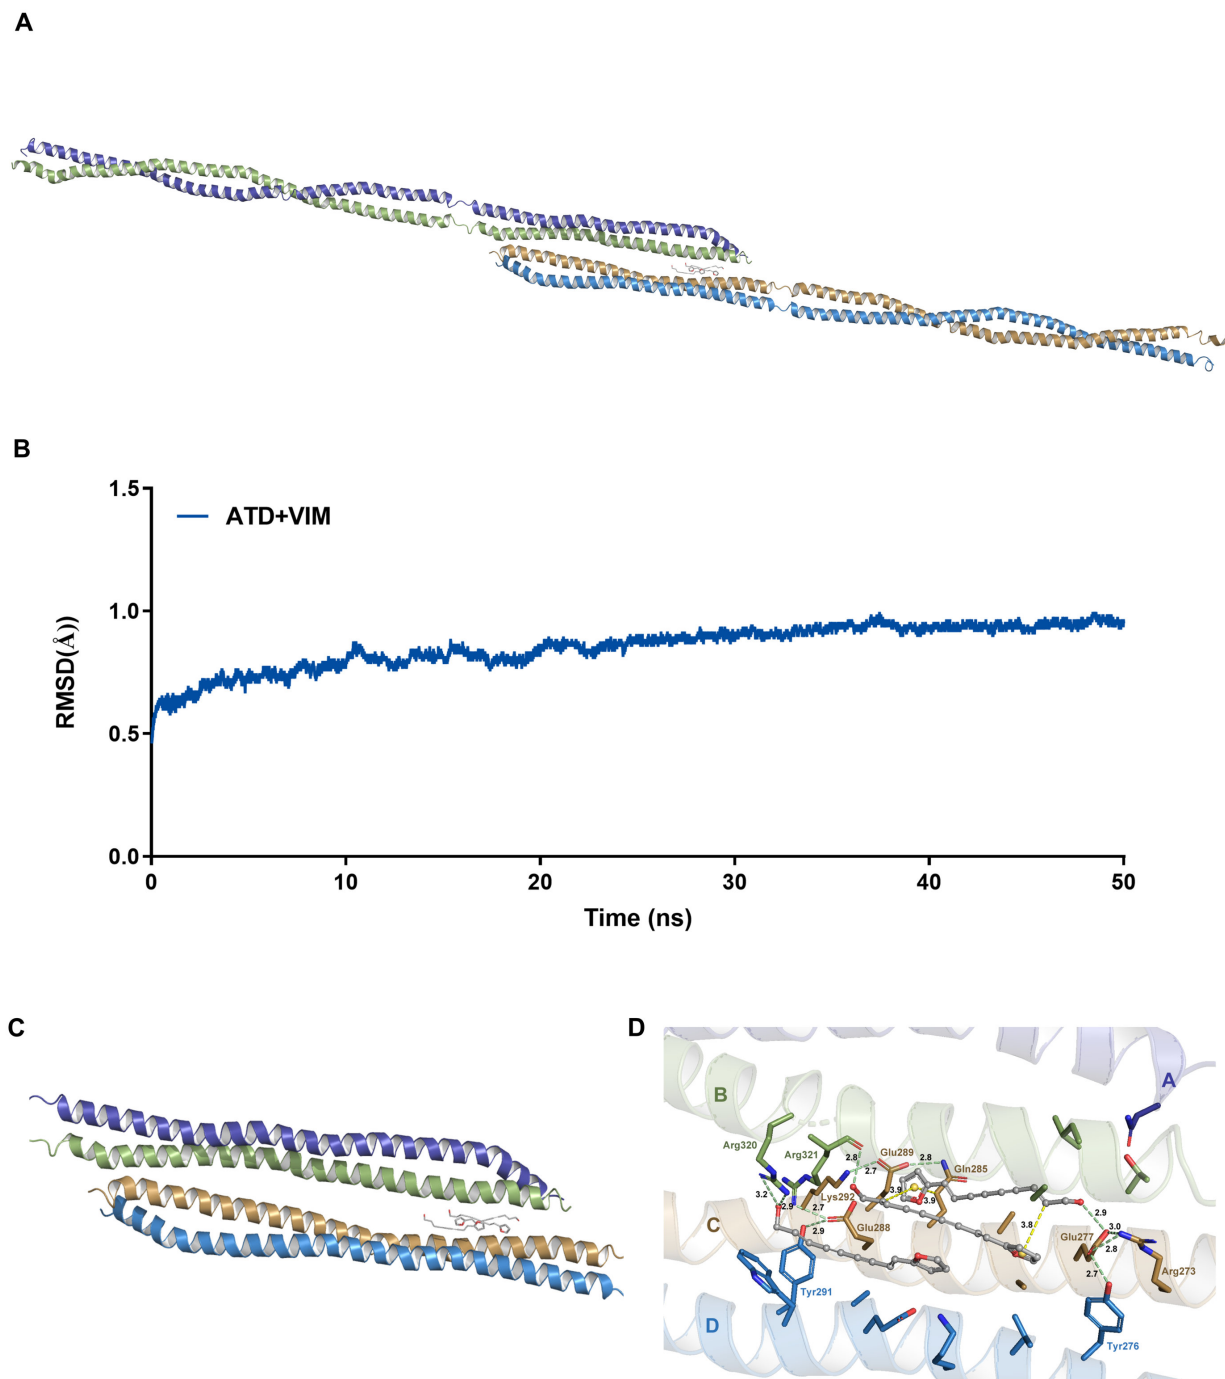 A
B
1.5
ATD+VIM
1.0
RMSD(Å))
0.5
0.0
0 10 20 30 40 50
Time (ns)
C
D
A
B
Arg320
Arg321
2.8
Glu289
2.8
Gln285
2.7
3.9
3.9
3.2
2.9
2.7
Lys292
C
2.9
Glu288
3.8
2.9
Glu277
3.0
2.8
Arg273
2.7
Tyr291
D
Tyr276